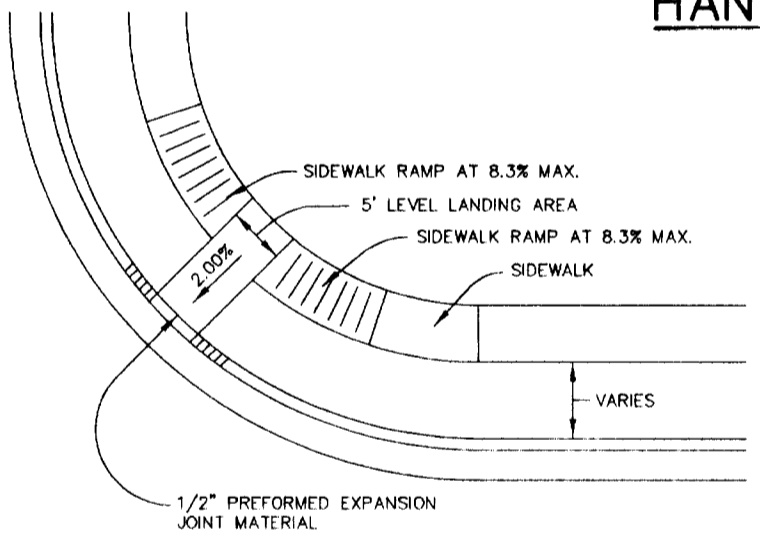 HAN
SIDEWALK RAMP AT 8.3% MAX.
5' LEVEL LANDING AREA
SIDEWALK RAMP AT 8.3% MAX.
SIDEWALK
2.00%
VARIES
1/2" PREFORMED EXPANSION
JOINT MATERIAL